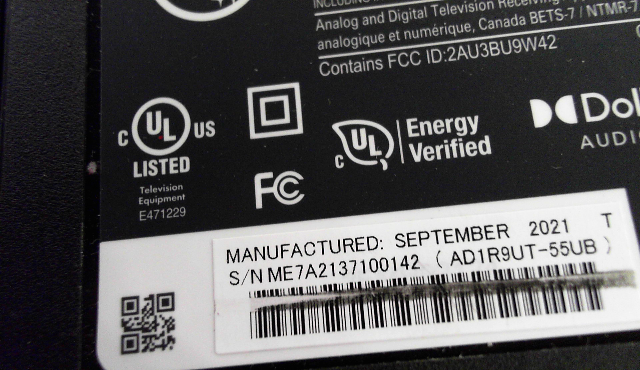 Analog and Digital Television Receiving
analogique et numérique, Canada BETS-7 / NTMR-7
Contains FCC ID:2AU3BU9W42
C UL US
LISTED
Television
Equipment
E471229
FC
C UL
Energy
Verified
Dol
AUDI
MANUFACTURED: SEPTEMBER 2021 T
S/N ME7A2137100142 ( AD1R9UT-55UB )